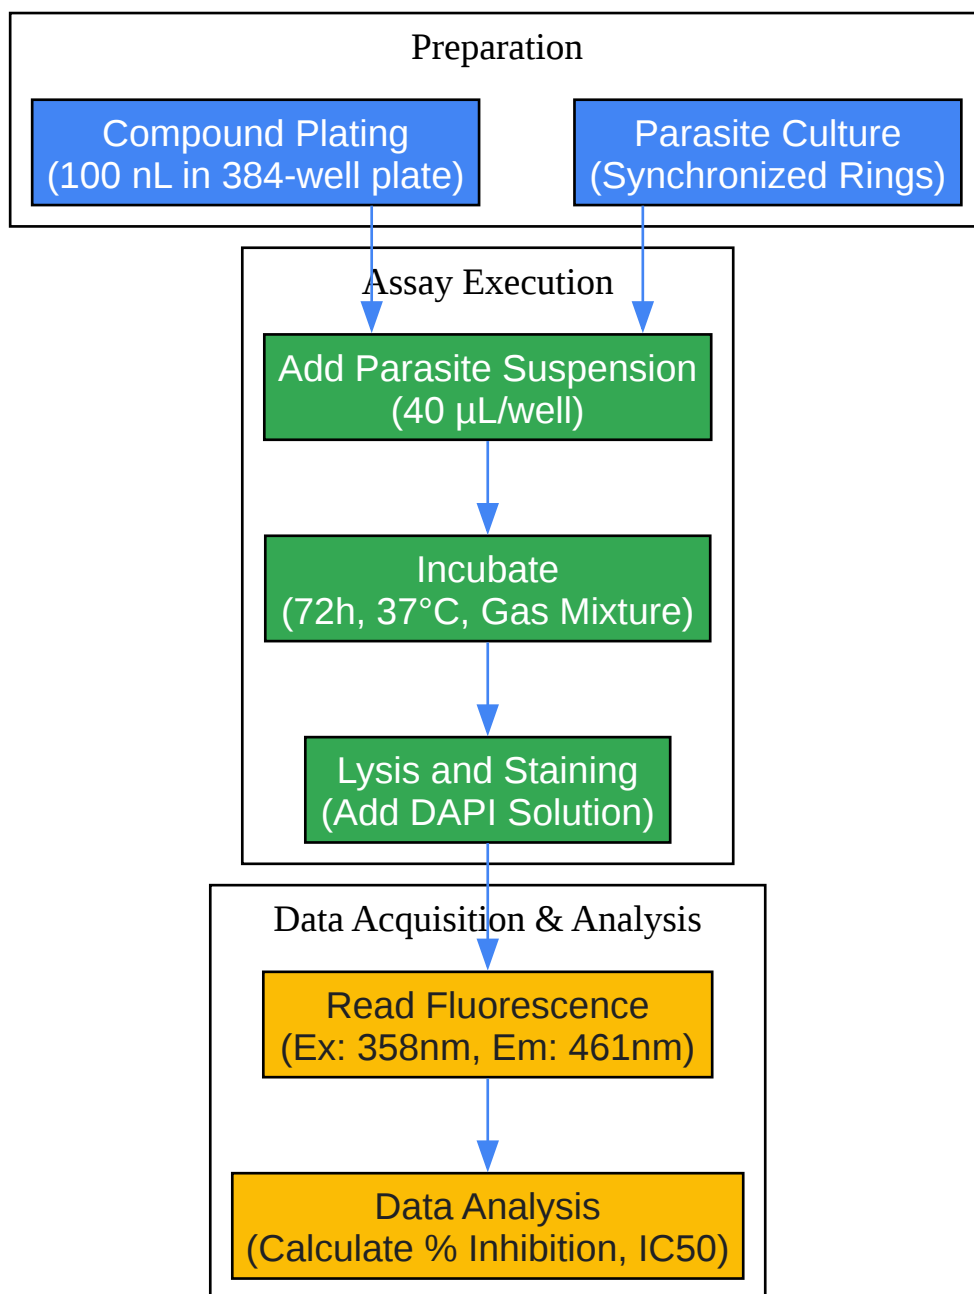 Preparation
Compound Plating
(100 nL in 384-well plate)
Parasite Culture
(Synchronized Rings)
Assay Execution
Add Parasite Suspension
(40 µL/well)
Incubate
(72h, 37°C, Gas Mixture)
Lysis and Staining
(Add DAPI Solution)
Data Acquisition & Analysis
Read Fluorescence
(Ex: 358nm, Em: 461nm)
Data Analysis
(Calculate % Inhibition, IC50)